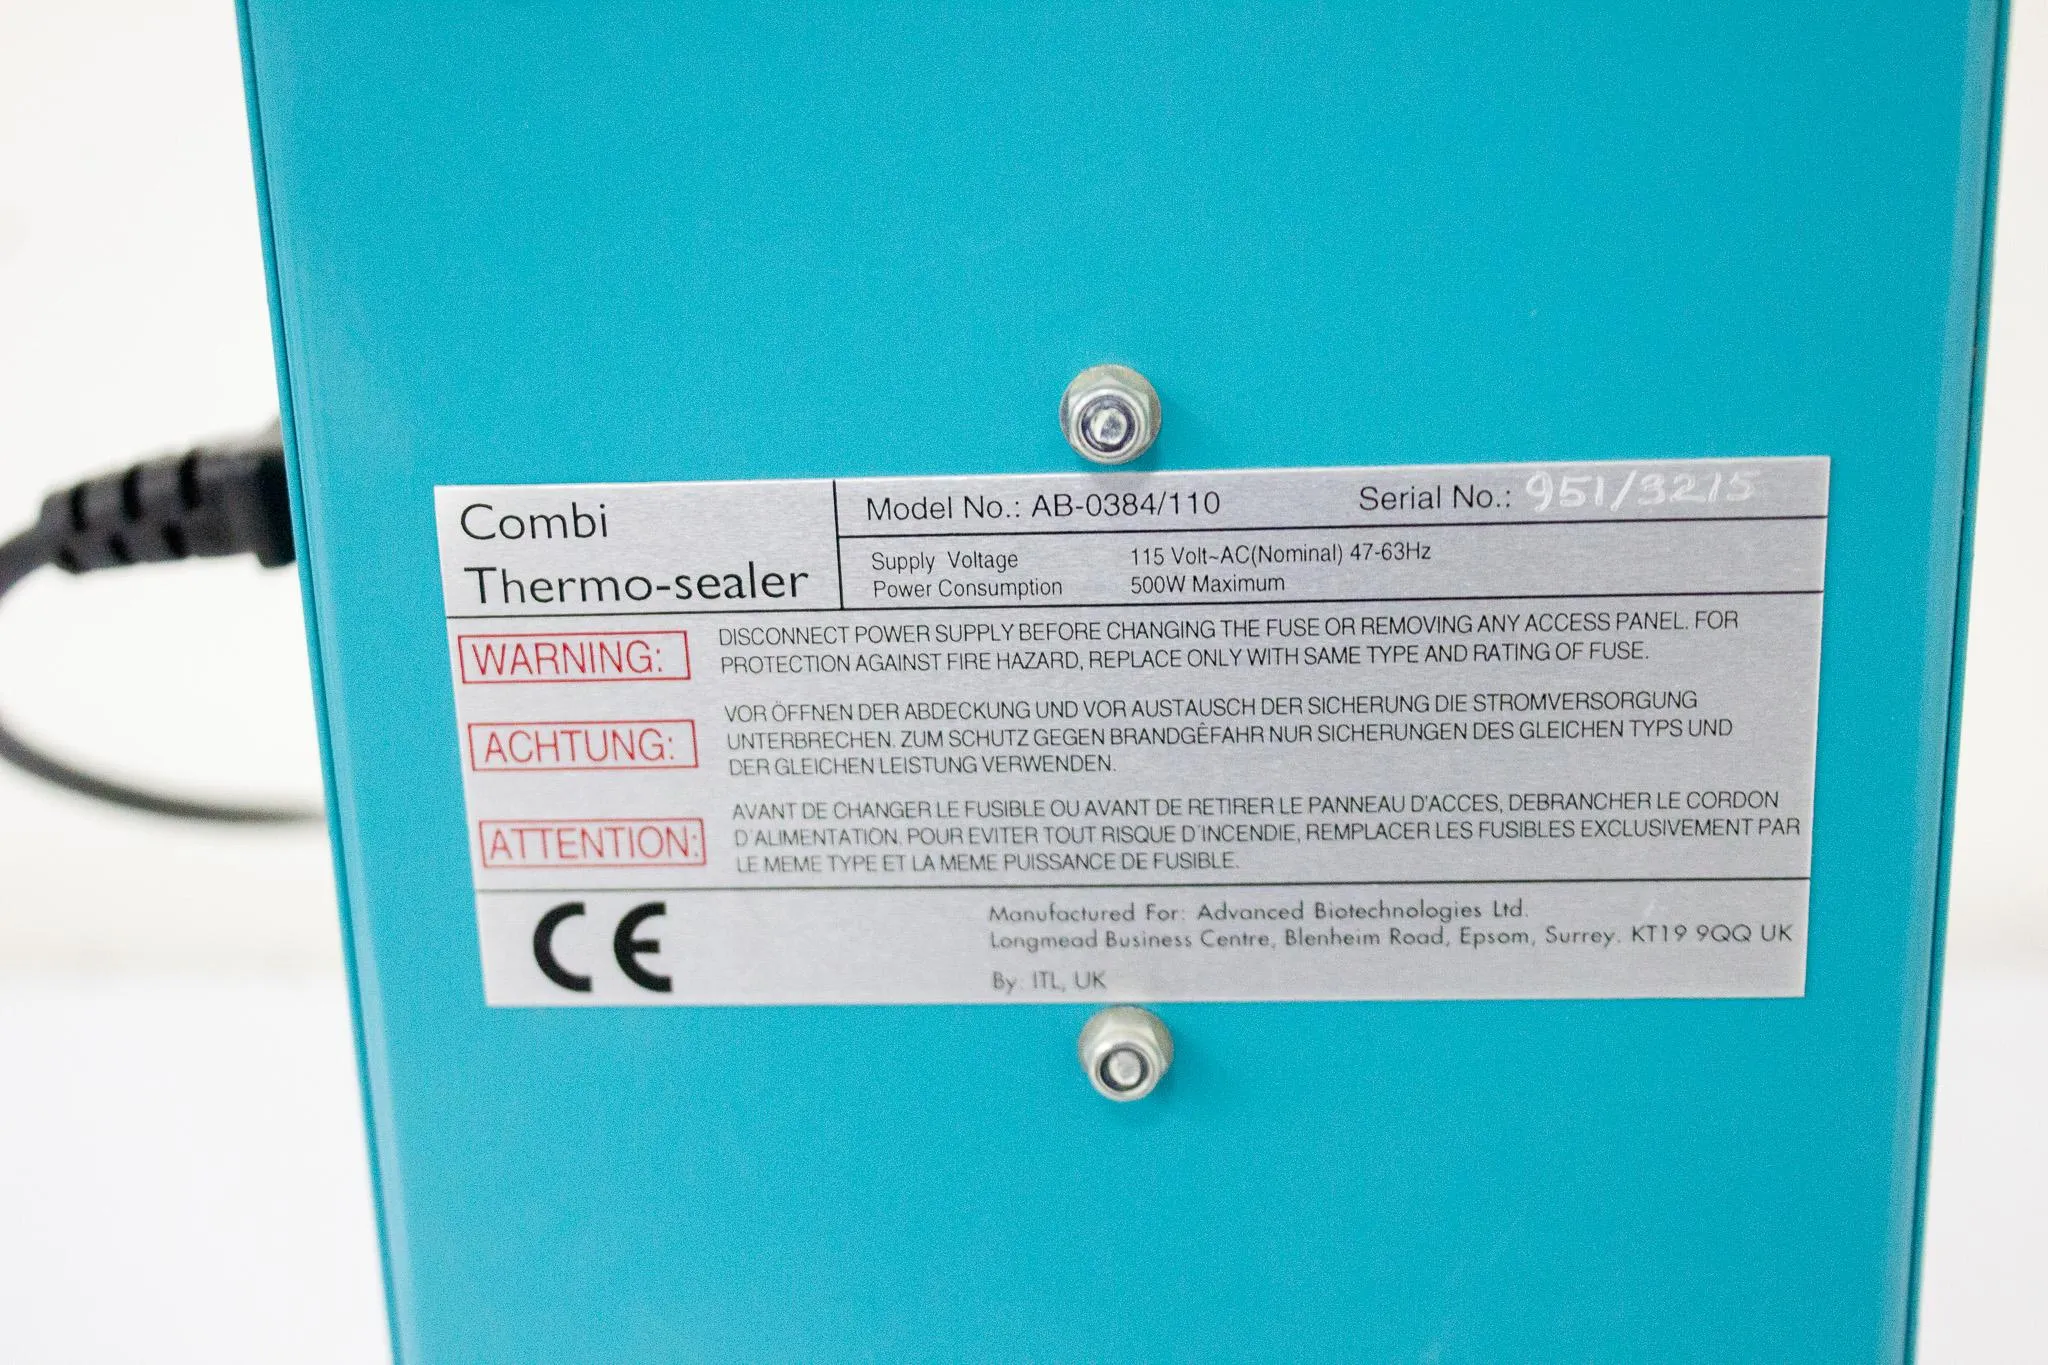 Combi
Thermo-sealer
Model No.: AB-0384/110 Serial No.: 951/3215
Supply Voltage 115 Volt~AC(Nominal) 47-63Hz
Power Consumption 500W Maximum
WARNING: DISCONNECT POWER SUPPLY BEFORE CHANGING THE FUSE OR REMOVING ANY ACCESS PANEL. FOR
PROTECTION AGAINST FIRE HAZARD, REPLACE ONLY WITH SAME TYPE AND RATING OF FUSE.
ACHTUNG: VOR ÖFFNEN DER ABDECKUNG UND VOR AUSTAUSCH DER SICHERUNG DIE STROMVERSORGUNG
UNTERBRECHEN. ZUM SCHUTZ GEGEN BRANDGÊFAHR NUR SICHERUNGEN DES GLEICHEN TYPS UND
DER GLEICHEN LEISTUNG VERWENDEN.
ATTENTION: AVANT DE CHANGER LE FUSIBLE OU AVANT DE RETIRER LE PANNEAU D'ACCES, DEBRANCHER LE CORDON
D'ALIMENTATION. POUR EVITER TOUT RISQUE D'INCENDIE, REMPLACER LES FUSIBLES EXCLUSIVEMENT PAR
LE MEME TYPE ET LA MEME PUISSANCE DE FUSIBLE.
CE
Manufactured For: Advanced Biotechnologies Ltd.
Longmead Business Centre, Blenheim Road, Epsom, Surrey. KT19 9QQ UK
By: ITL, UK